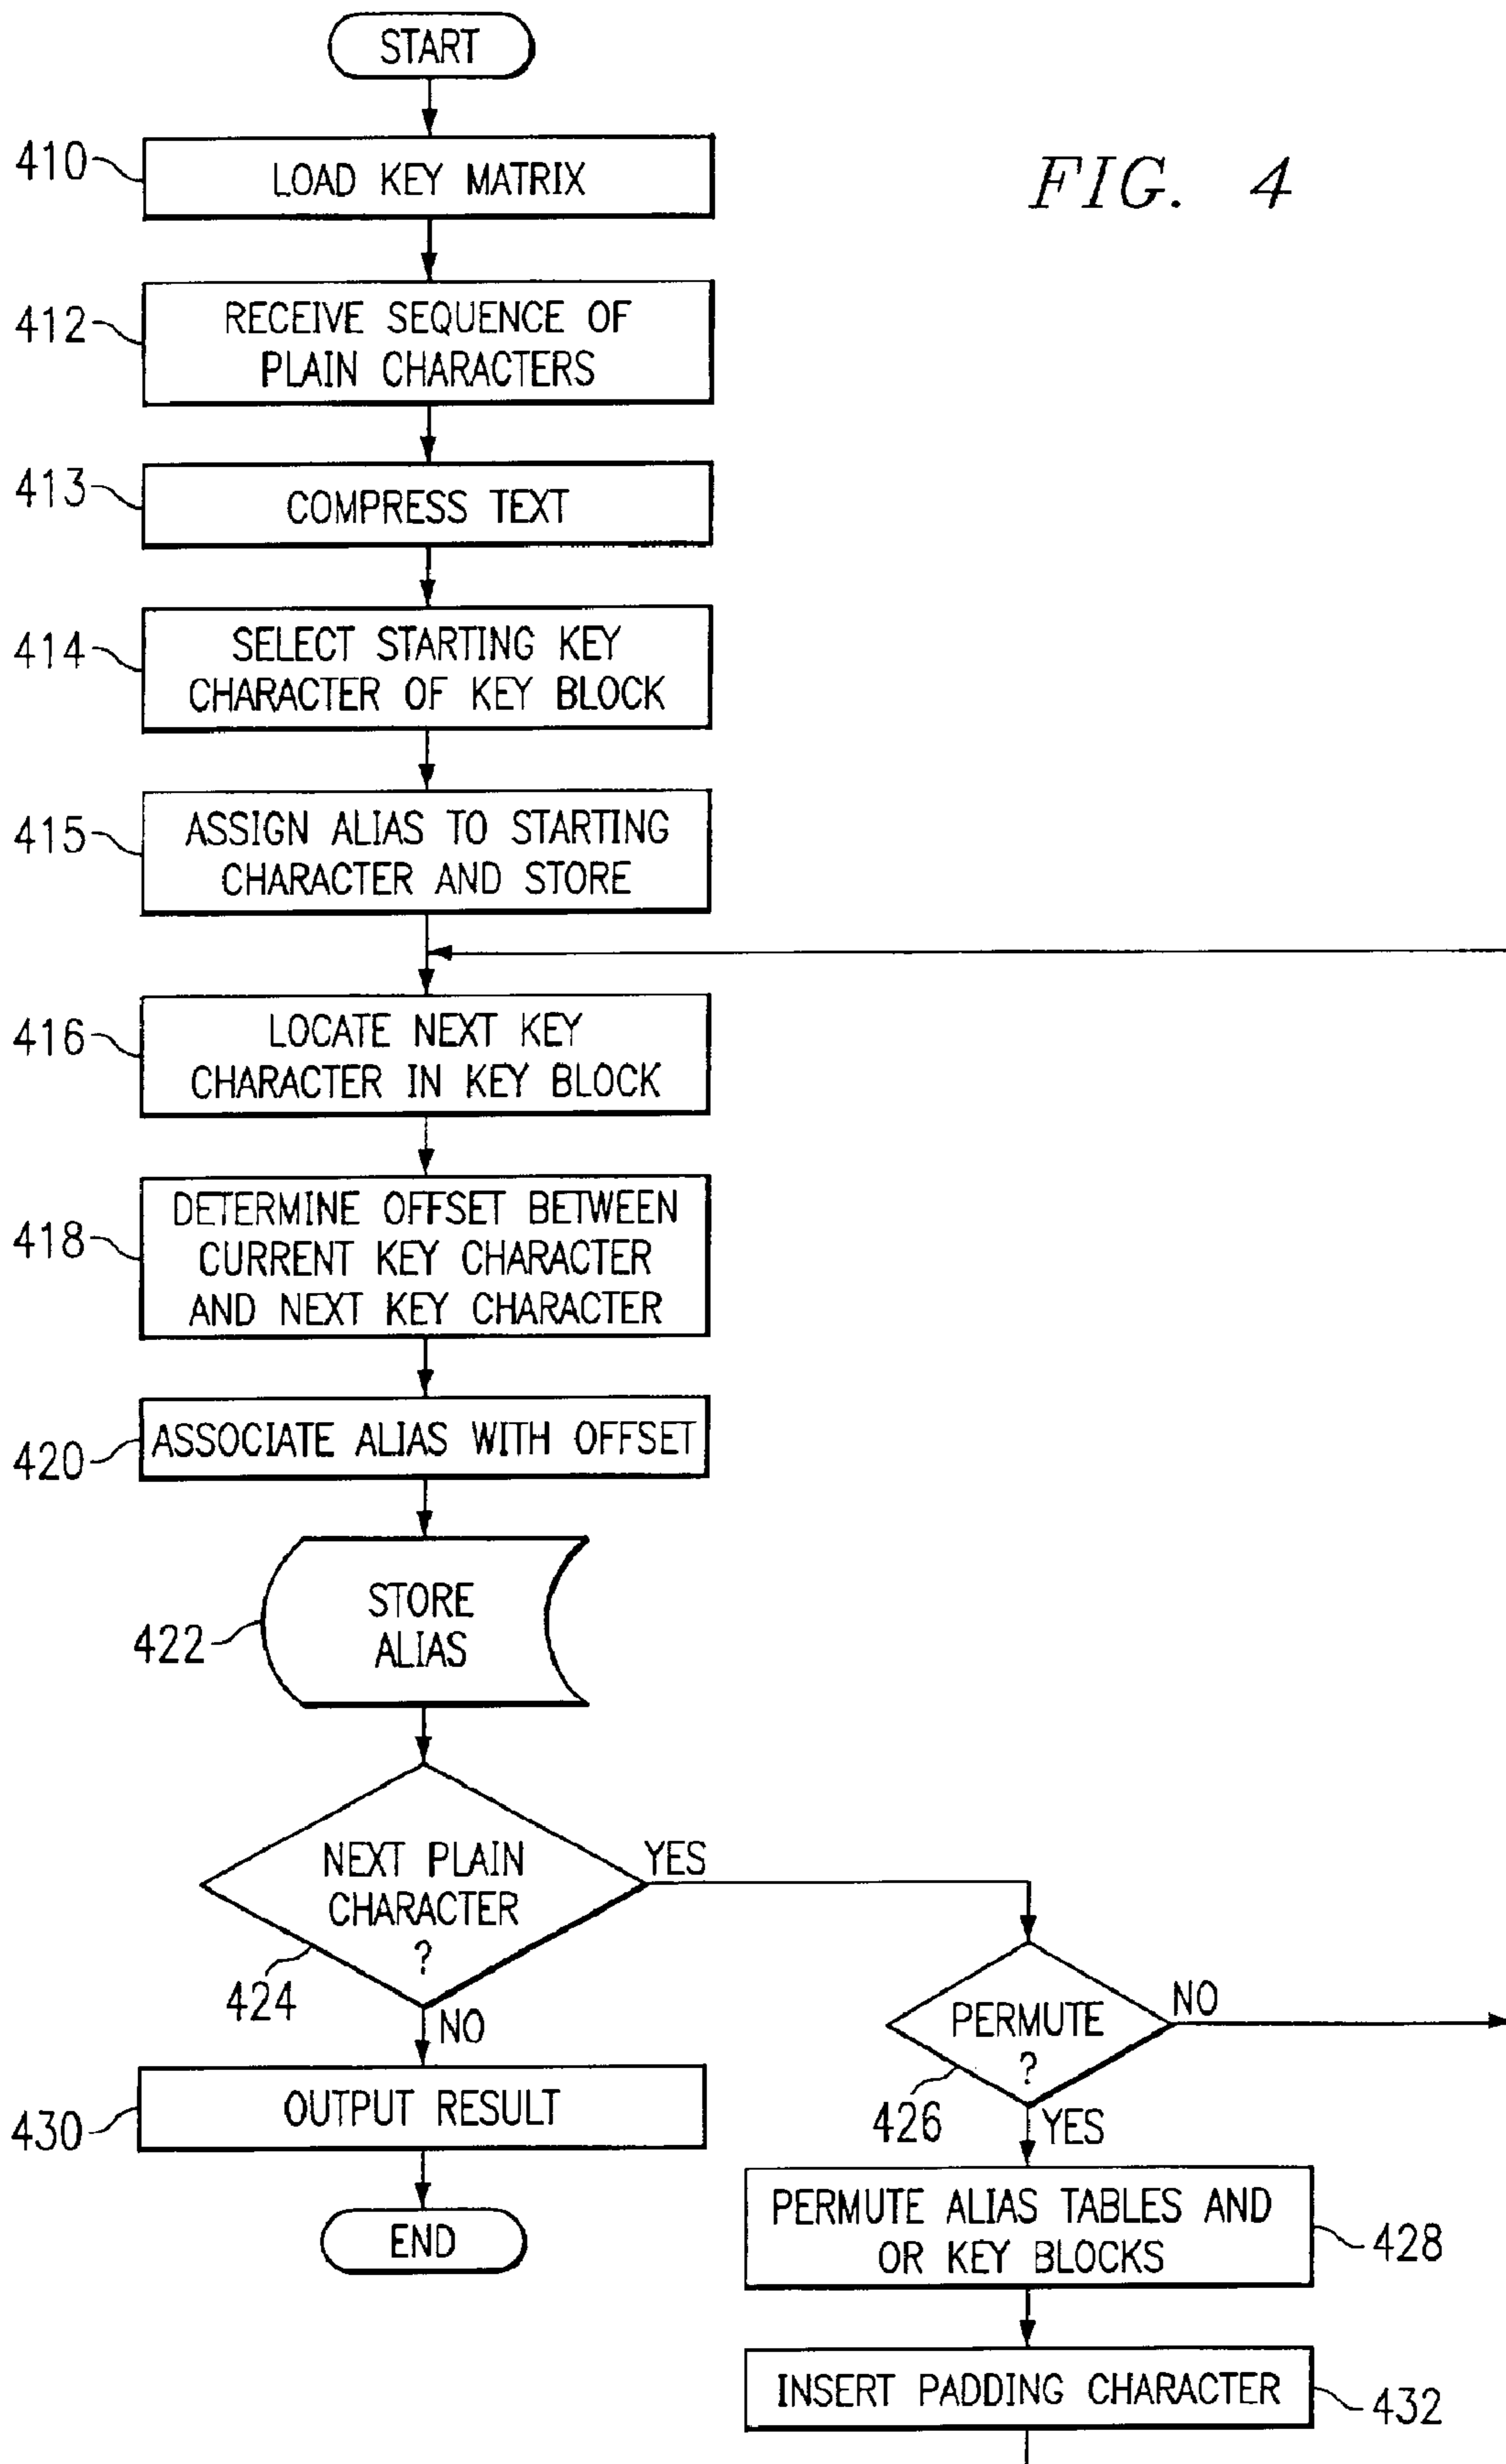 START
FIG. 4
410
LOAD KEY MATRIX
412
RECEIVE SEQUENCE OF
PLAIN CHARACTERS
413
COMPRESS TEXT
414
SELECT STARTING KEY
CHARACTER OF KEY BLOCK
415
ASSIGN ALIAS TO STARTING
CHARACTER AND STORE
416
LOCATE NEXT KEY
CHARACTER IN KEY BLOCK
418
DETERMINE OFFSET BETWEEN
CURRENT KEY CHARACTER
AND NEXT KEY CHARACTER
420
ASSOCIATE ALIAS WITH OFFSET
422
STORE
ALIAS
NEXT PLAIN
CHARACTER
?
YES
424
NO
PERMUTE
?
NO
426
YES
430
OUTPUT RESULT
END
PERMUTE ALIAS TABLES AND
OR KEY BLOCKS
428
INSERT PADDING CHARACTER
432